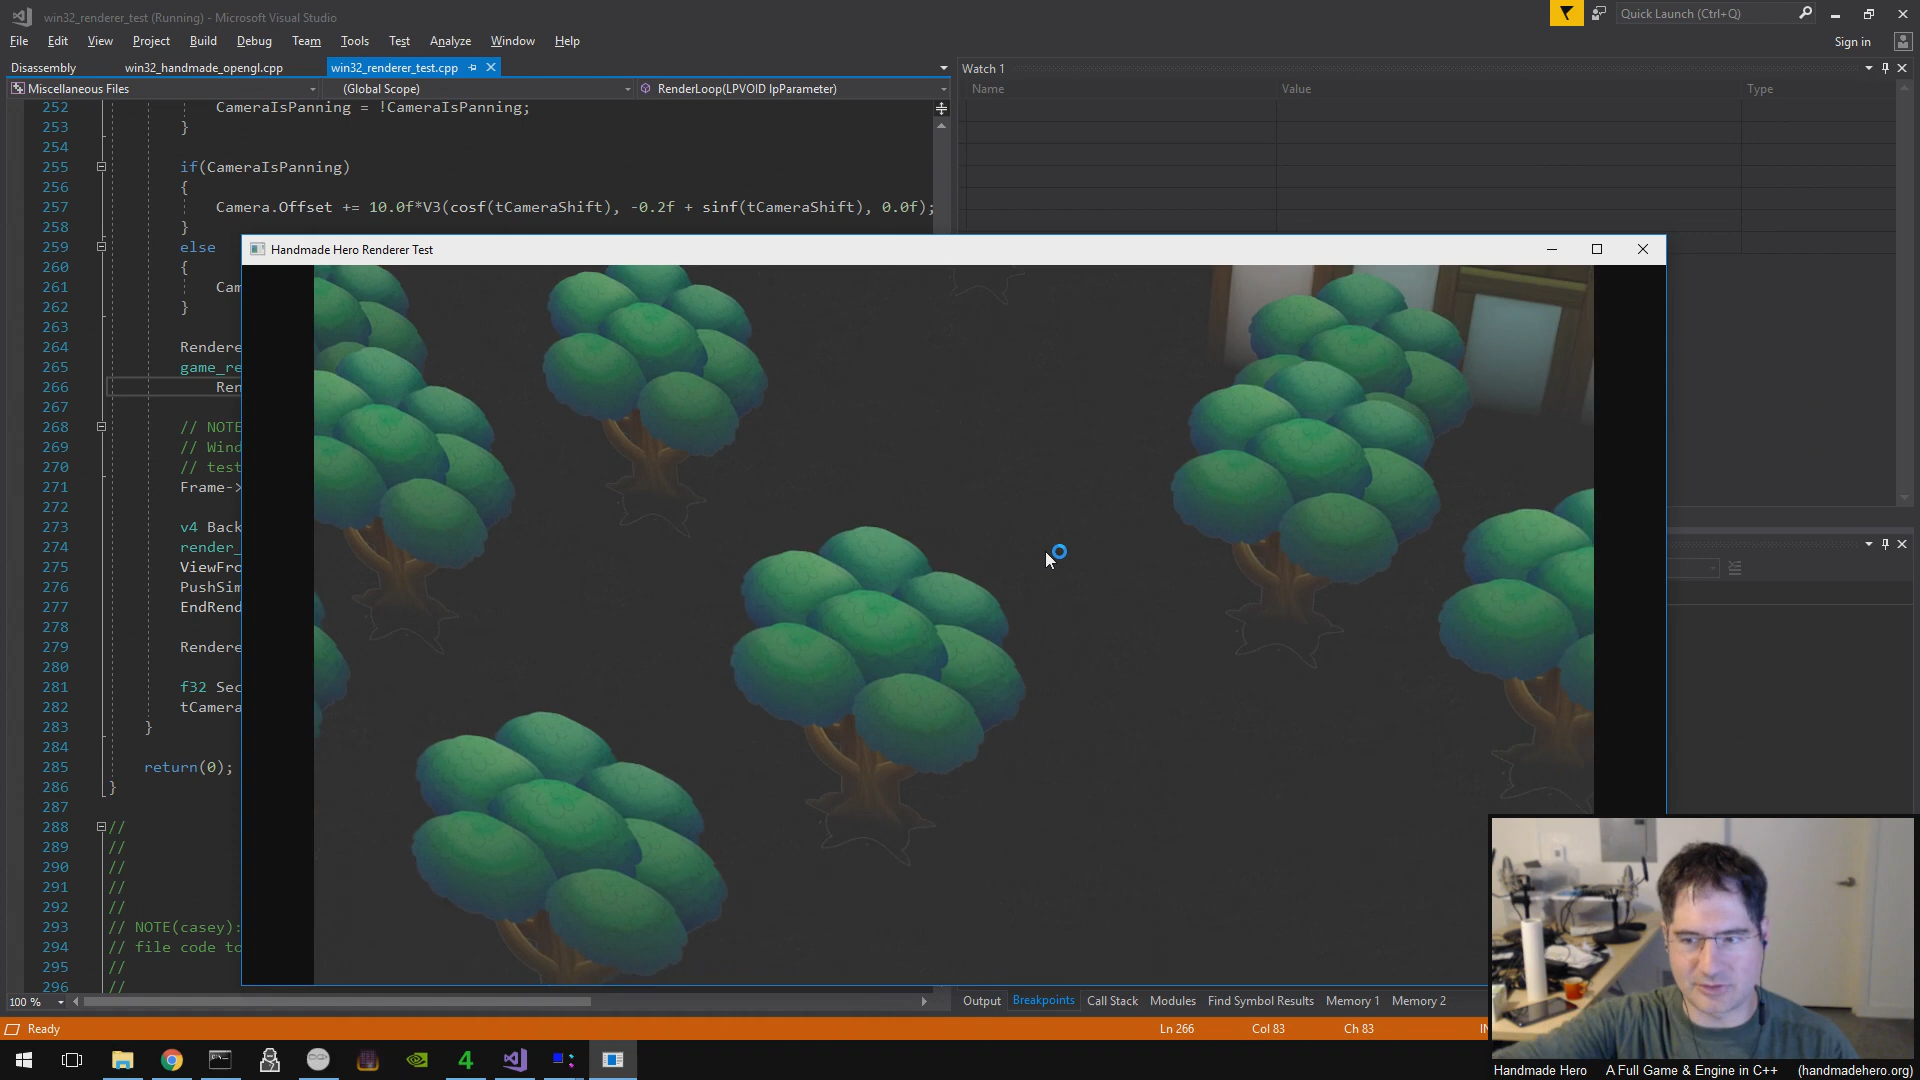 win32_renderer_test (Running) - Microsoft Visual Studio
Quick Launch (Ctrl+Q)
File Edit View Project Build Debug Team Tools Test Analyze Window Help
Sign in
Disassembly win32_handmade_opengl.cpp win32_renderer_test.cpp
Watch 1
Miscellaneous Files (Global Scope) RenderLoop(LPVOID lpParameter)
Name Value Type
252 CameraIsPanning = !CameraIsPanning;
253 }
254
255 if(CameraIsPanning)
256 {
257 Camera.Offset += 10.0f*V3(cosf(tCameraShift), -0.2f + sinf(tCameraShift), 0.0f);
258 }
259 else
Handmade Hero Renderer Test
260 {
261 Cam
262 }
263
264 Rendere
265 game_re
266 Ren
267
268 // NOTE
269 // Wind
270 // test
271 Frame->
272
273 v4 Back
274 render_
275 ViewFro
276 PushSim
277 EndRend
278
279 Rendere
280
281 f32 Sec
282 tCamera
283 }
284
285 return(0);
286 }
287
288 //
289 //
290 //
291 //
292 //
293 // NOTE(casey):
294 // file code to
295 //
296 //
100 %
Output Breakpoints Call Stack Modules Find Symbol Results Memory 1 Memory 2
Ready Ln 266 Col 83 Ch 83 IN
4
Handmade Hero A Full Game & Engine in C++ (handmadehero.org)